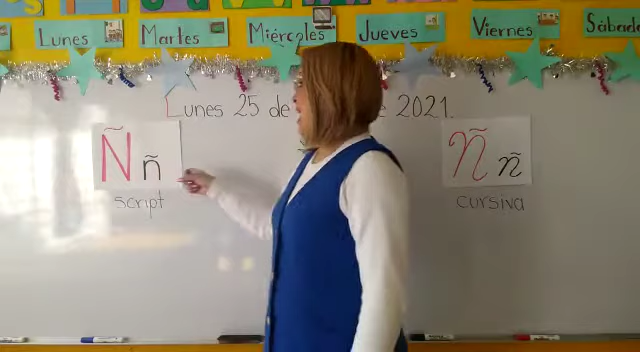 Lunes Martes Miércoles Jueves Viernes Sábado
Lunes 25 de 2021.
Ñ ñ
Ñ ñ
script
cursiva